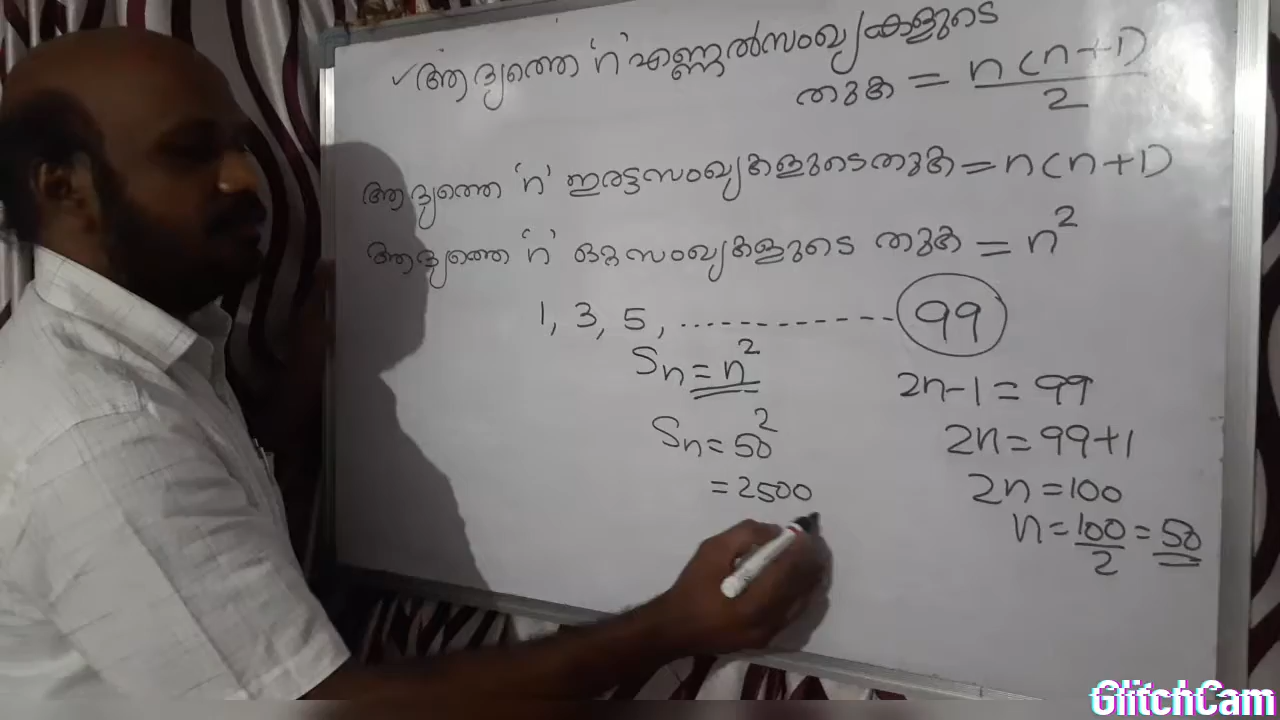 ✓ ആദ്യത്തെ 'n' എണ്ണൽസംഖ്യകളുടെ
തുക = n(n+1)/2
ആദ്യത്തെ 'n' ഇരട്ടസംഖ്യകളുടെ തുക = n(n+1)
ആദ്യത്തെ 'n' ഒറ്റസംഖ്യകളുടെ തുക = n²
1, 3, 5, ------------ 99
Sn = n²
2n-1 = 99
Sn = 50²
2n = 99+1
= 2500
2n = 100
n = 100/2 = 50
GlitchCam